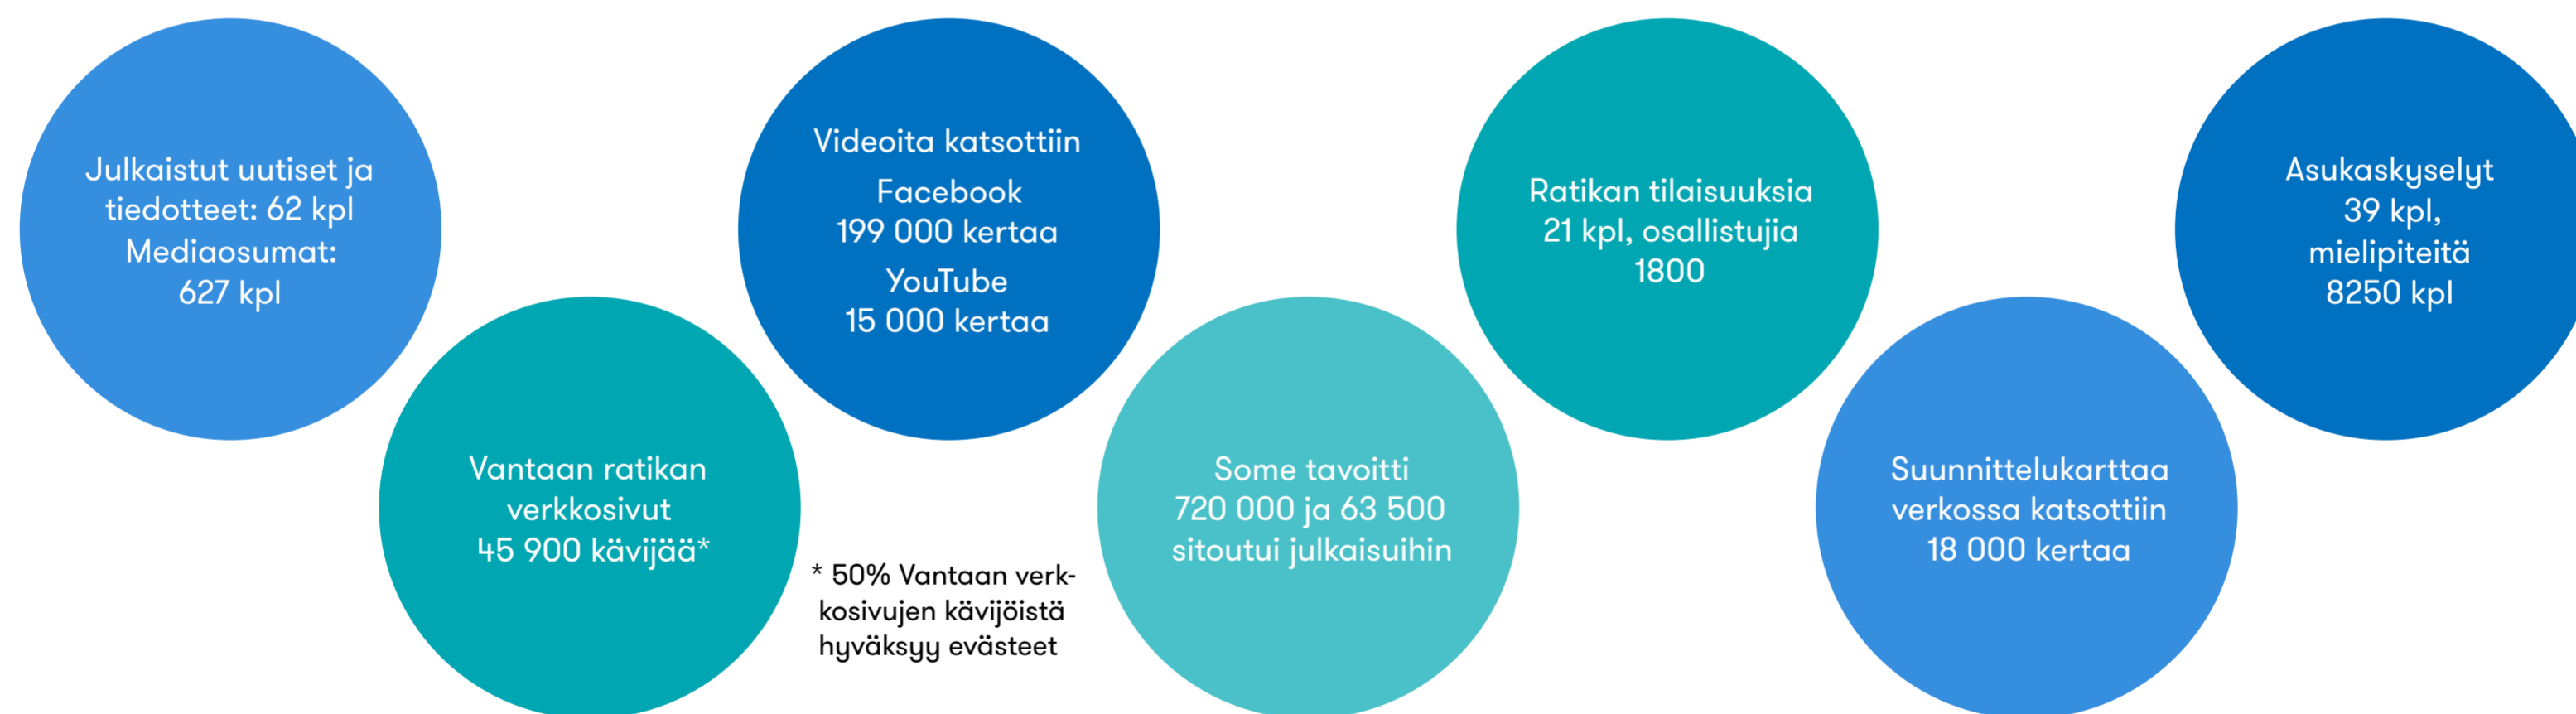 Julkaistut uutiset ja
tiedotteet: 62 kpl
Mediaosumat:
627 kpl
Vantaan ratikan
verkkosivut
45 900 kävijää*
Videoita katsottiin
Facebook
199 000 kertaa
YouTube
15 000 kertaa
* 50% Vantaan verk-
kosivujen kävijöistä
hyväksyy evästeet
Some tavoitti
720 000 ja 63 500
sitoutui julkaisuihin
Ratikan tilaisuuksia
21 kpl, osallistujia
1800
Suunnittelukarttaa
verkossa katsottiin
18 000 kertaa
Asukaskyselyt
39 kpl,
mielipiteitä
8250 kpl